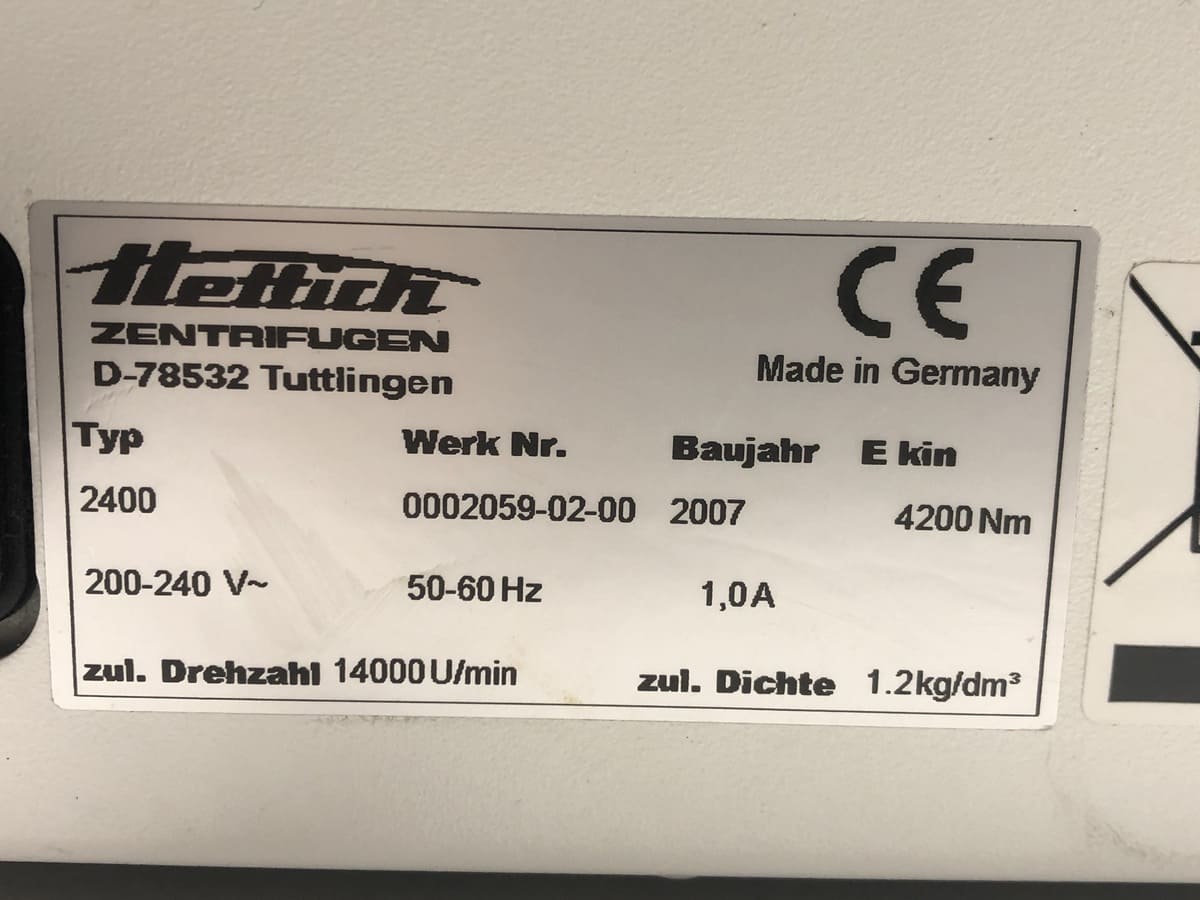 Hettich
ZENTRIFUGEN
D-78532 Tuttlingen
CE
Made in Germany
Typ Werk Nr. Baujahr E kin
2400 0002059-02-00 2007 4200 Nm
200-240 V~ 50-60 Hz 1,0 A
zul. Drehzahl 14000 U/min zul. Dichte 1.2kg/dm³